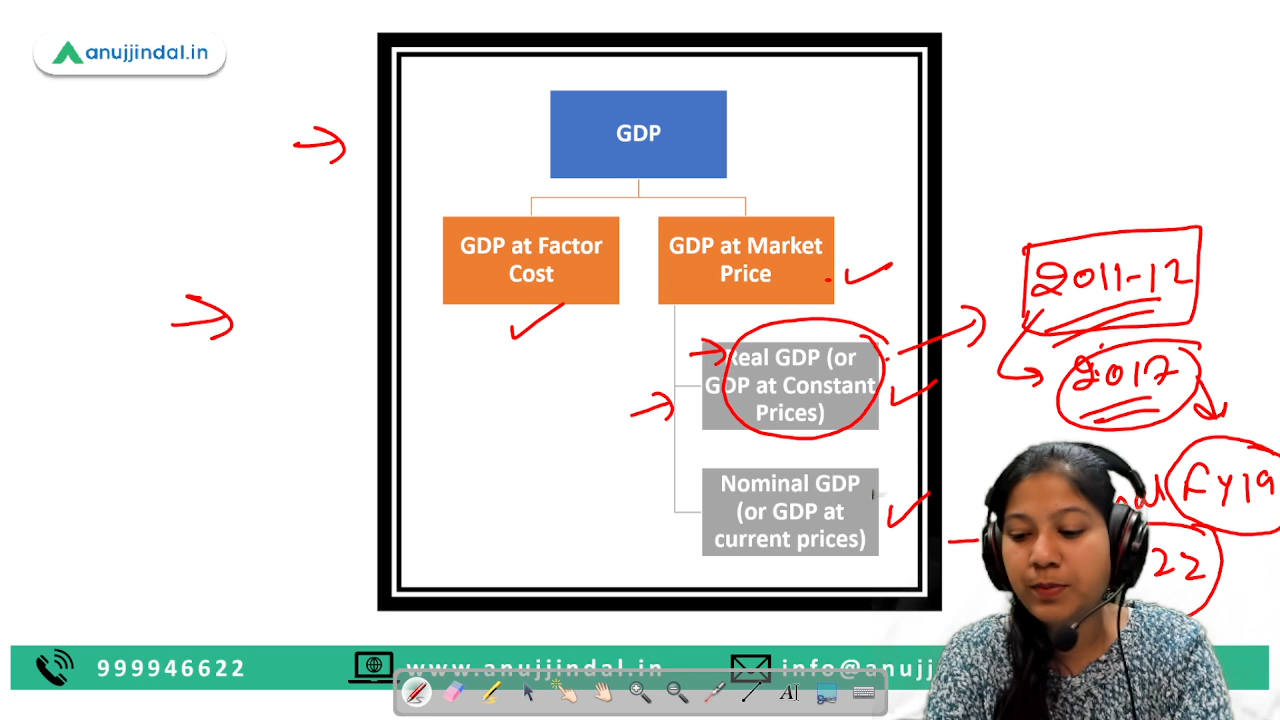 anujjindal.in
GDP
GDP at Factor
Cost
GDP at Market
Price
2011-12
Real GDP (or
GDP at Constant
Prices)
2017
Nominal GDP
(or GDP at
current prices)
FY19
22
999946622
www.anujjindal.in
info@anujj
AI